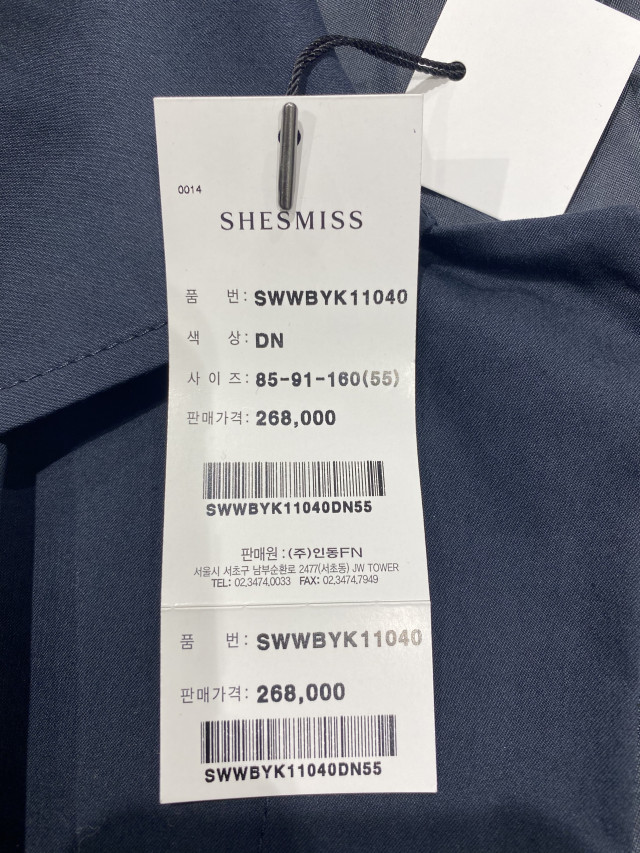 0014
SHESMISS
품 번: SWWBYK11040
색 상: DN
사 이 즈: 85-91-160(55)
판매가격: 268,000
SWWBYK11040DN55
판매원 : (주)인동FN
서울시 서초구 남부순환로 2477(서초동) JW TOWER
TEL: 02.3474.0033 FAX: 02.3474.7949
품 번: SWWBYK11040
판매가격: 268,000
SWWBYK11040DN55